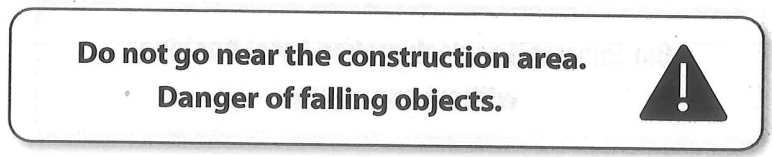 Do not go near the construction area.
Danger of falling objects.